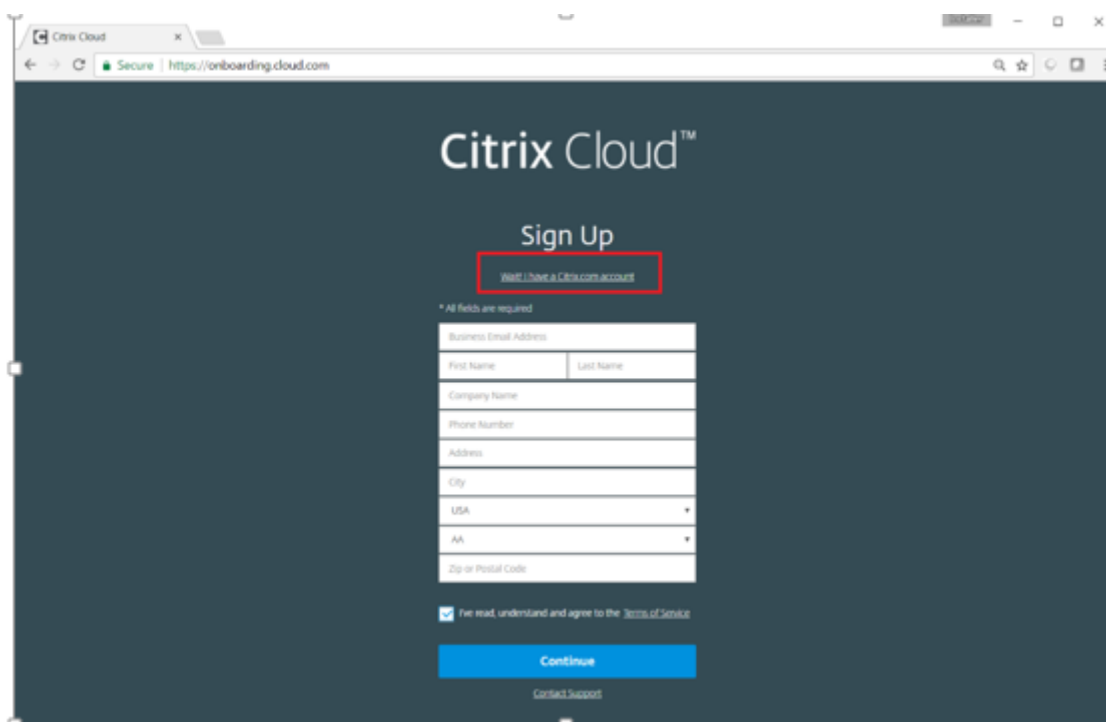 Citrix Cloud
Secure | https://onboarding.cloud.com
Citrix Cloud™
Sign Up
Wait! I have a Citrix.com account
* All fields are required
Business Email Address
First Name Last Name
Company Name
Phone Number
Address
City
USA
AA
Zip or Postal Code
I've read, understand and agree to the Terms of Service
Continue
Contact Support